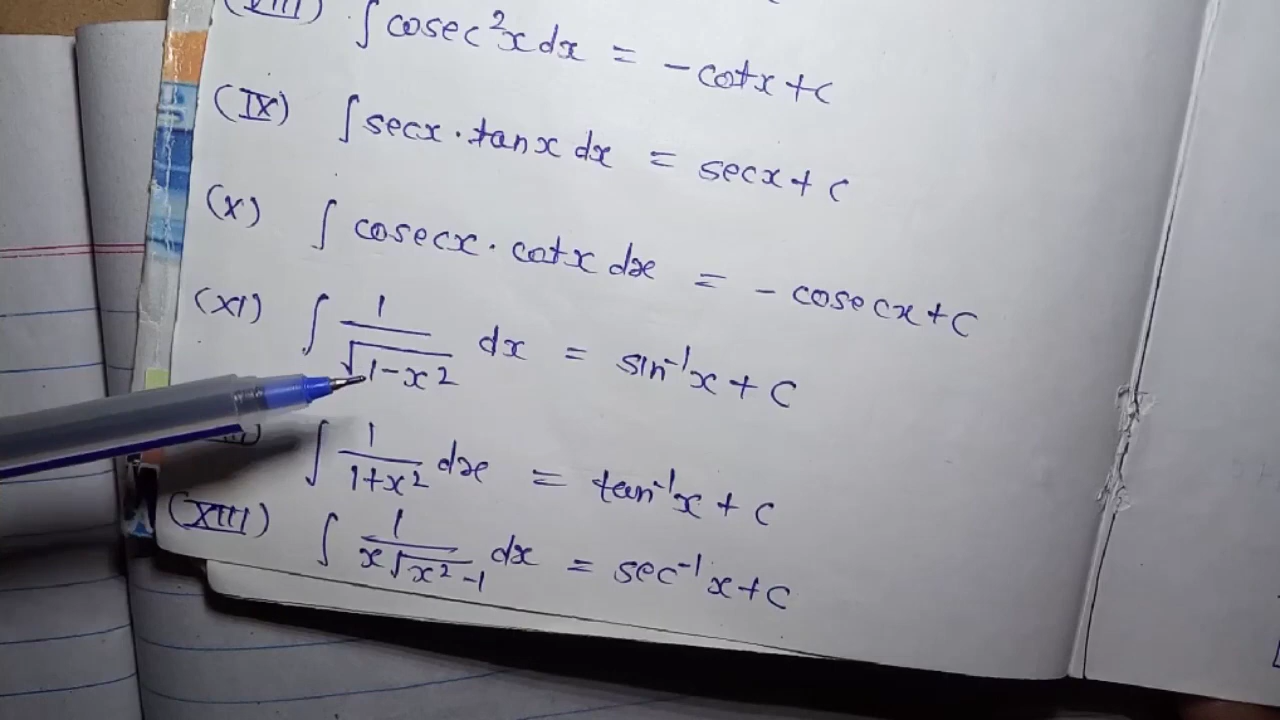 (VIII) ∫ cosec²x dx = -cotx + c
(IX) ∫ secx · tanx dx = secx + c
(X) ∫ cosecx · cotx dx = - cosecx + c
(XI) ∫ 1/√(1-x²) dx = sin⁻¹x + c
∫ 1/(1+x²) dx = tan⁻¹x + c
(XIII) ∫ 1/(x√(x²-1)) dx = sec⁻¹x + c